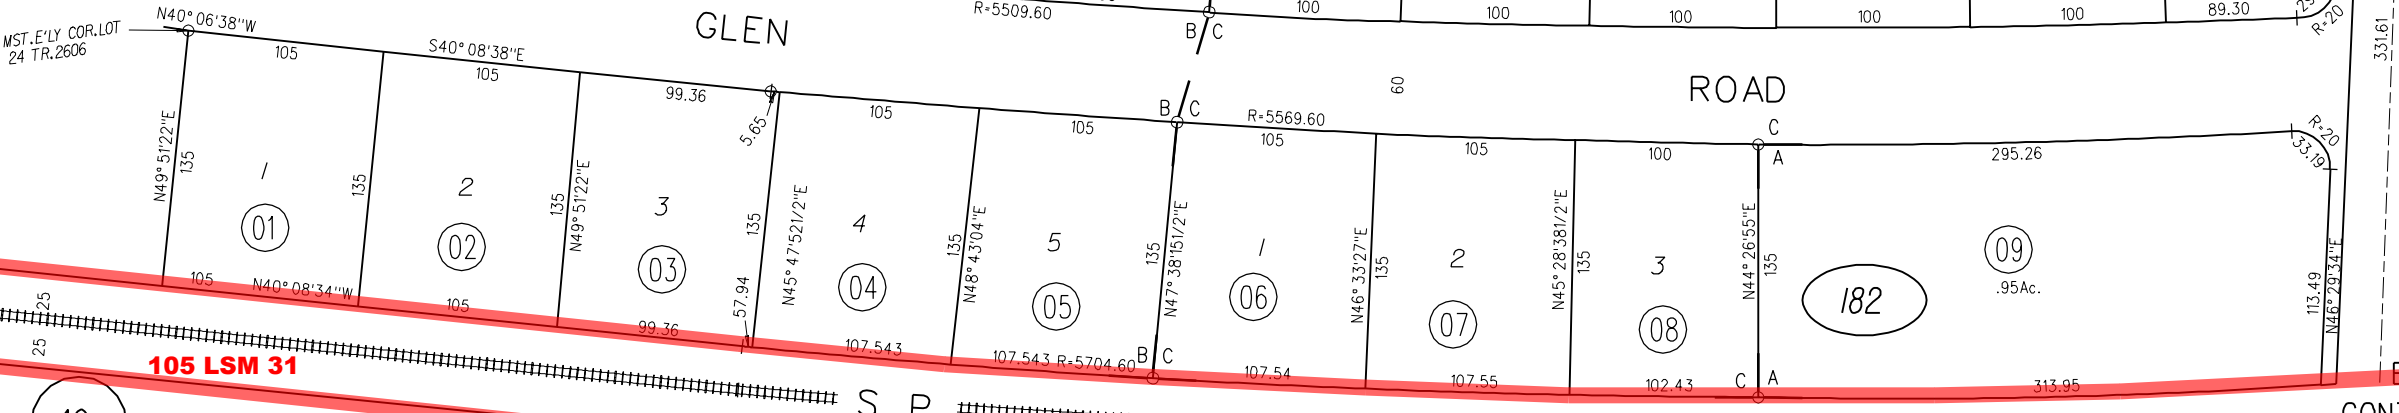 R=5509.60
100
100
100
100
100
89.30
R=20
331.61
N40°06'38"W
MST.E'LY COR.LOT
24 TR.2606
GLEN
B C
105
S40°08'38"E
105
99.36
5.65
105
105
B C
R=5569.60
105
60
ROAD
105
100
C
A
295.26
R=20
33.19
N49°51'22"E
135
1
01
135
2
02
135
N49°51'22"E
3
03
135
N45°47'521/2"E
4
04
135
N48°43'04"E
5
05
135
N47°38'151/2"E
1
06
N46°33'27"E
135
2
07
N45°28'381/2"E
135
3
08
N44°26'55"E
135
182
09
.95Ac.
113.49
N46°29'34"E
105
N40°08'34"W
105
99.36
57.94
107.543
107.543 R=5704.60
B C
107.54
107.55
102.43
C A
313.95
25
25
105 LSM 31
S P